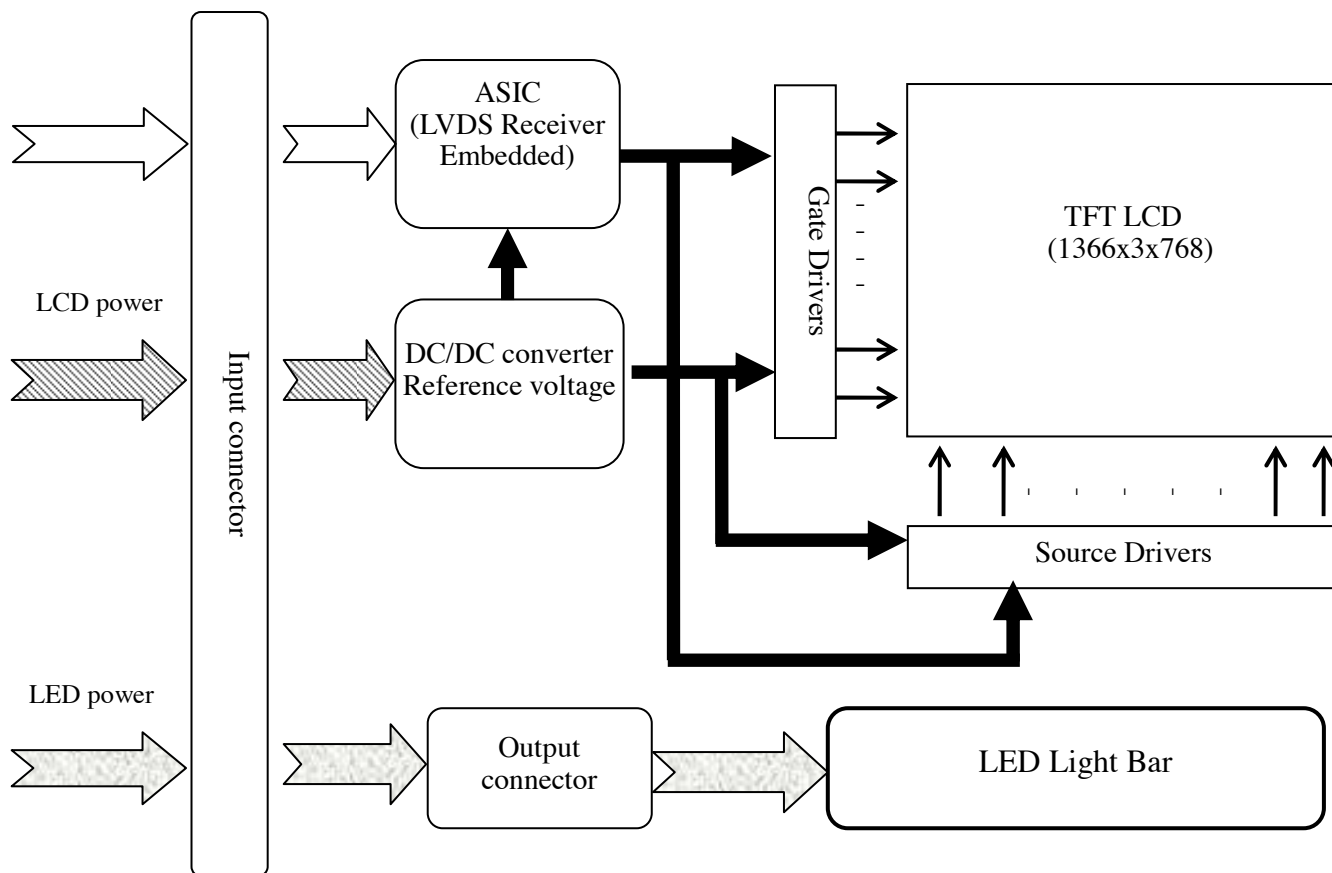 ASIC
(LVDS Receiver
Embedded)
Gate Drivers
TFT LCD
(1366x3x768)
LCD power
Input connector
DC/DC converter
Reference voltage
Source Drivers
LED power
Output
connector
LED Light Bar